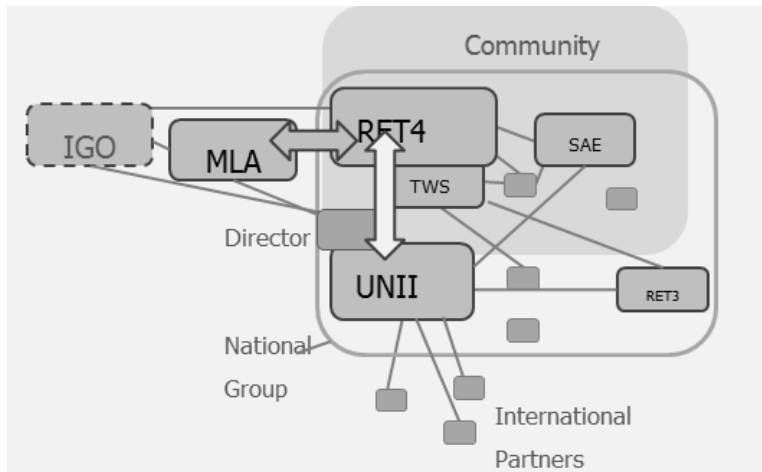 Community
IGO
MLA
RET4
SAE
TWS
Director
UNII
RET3
National
Group
International
Partners